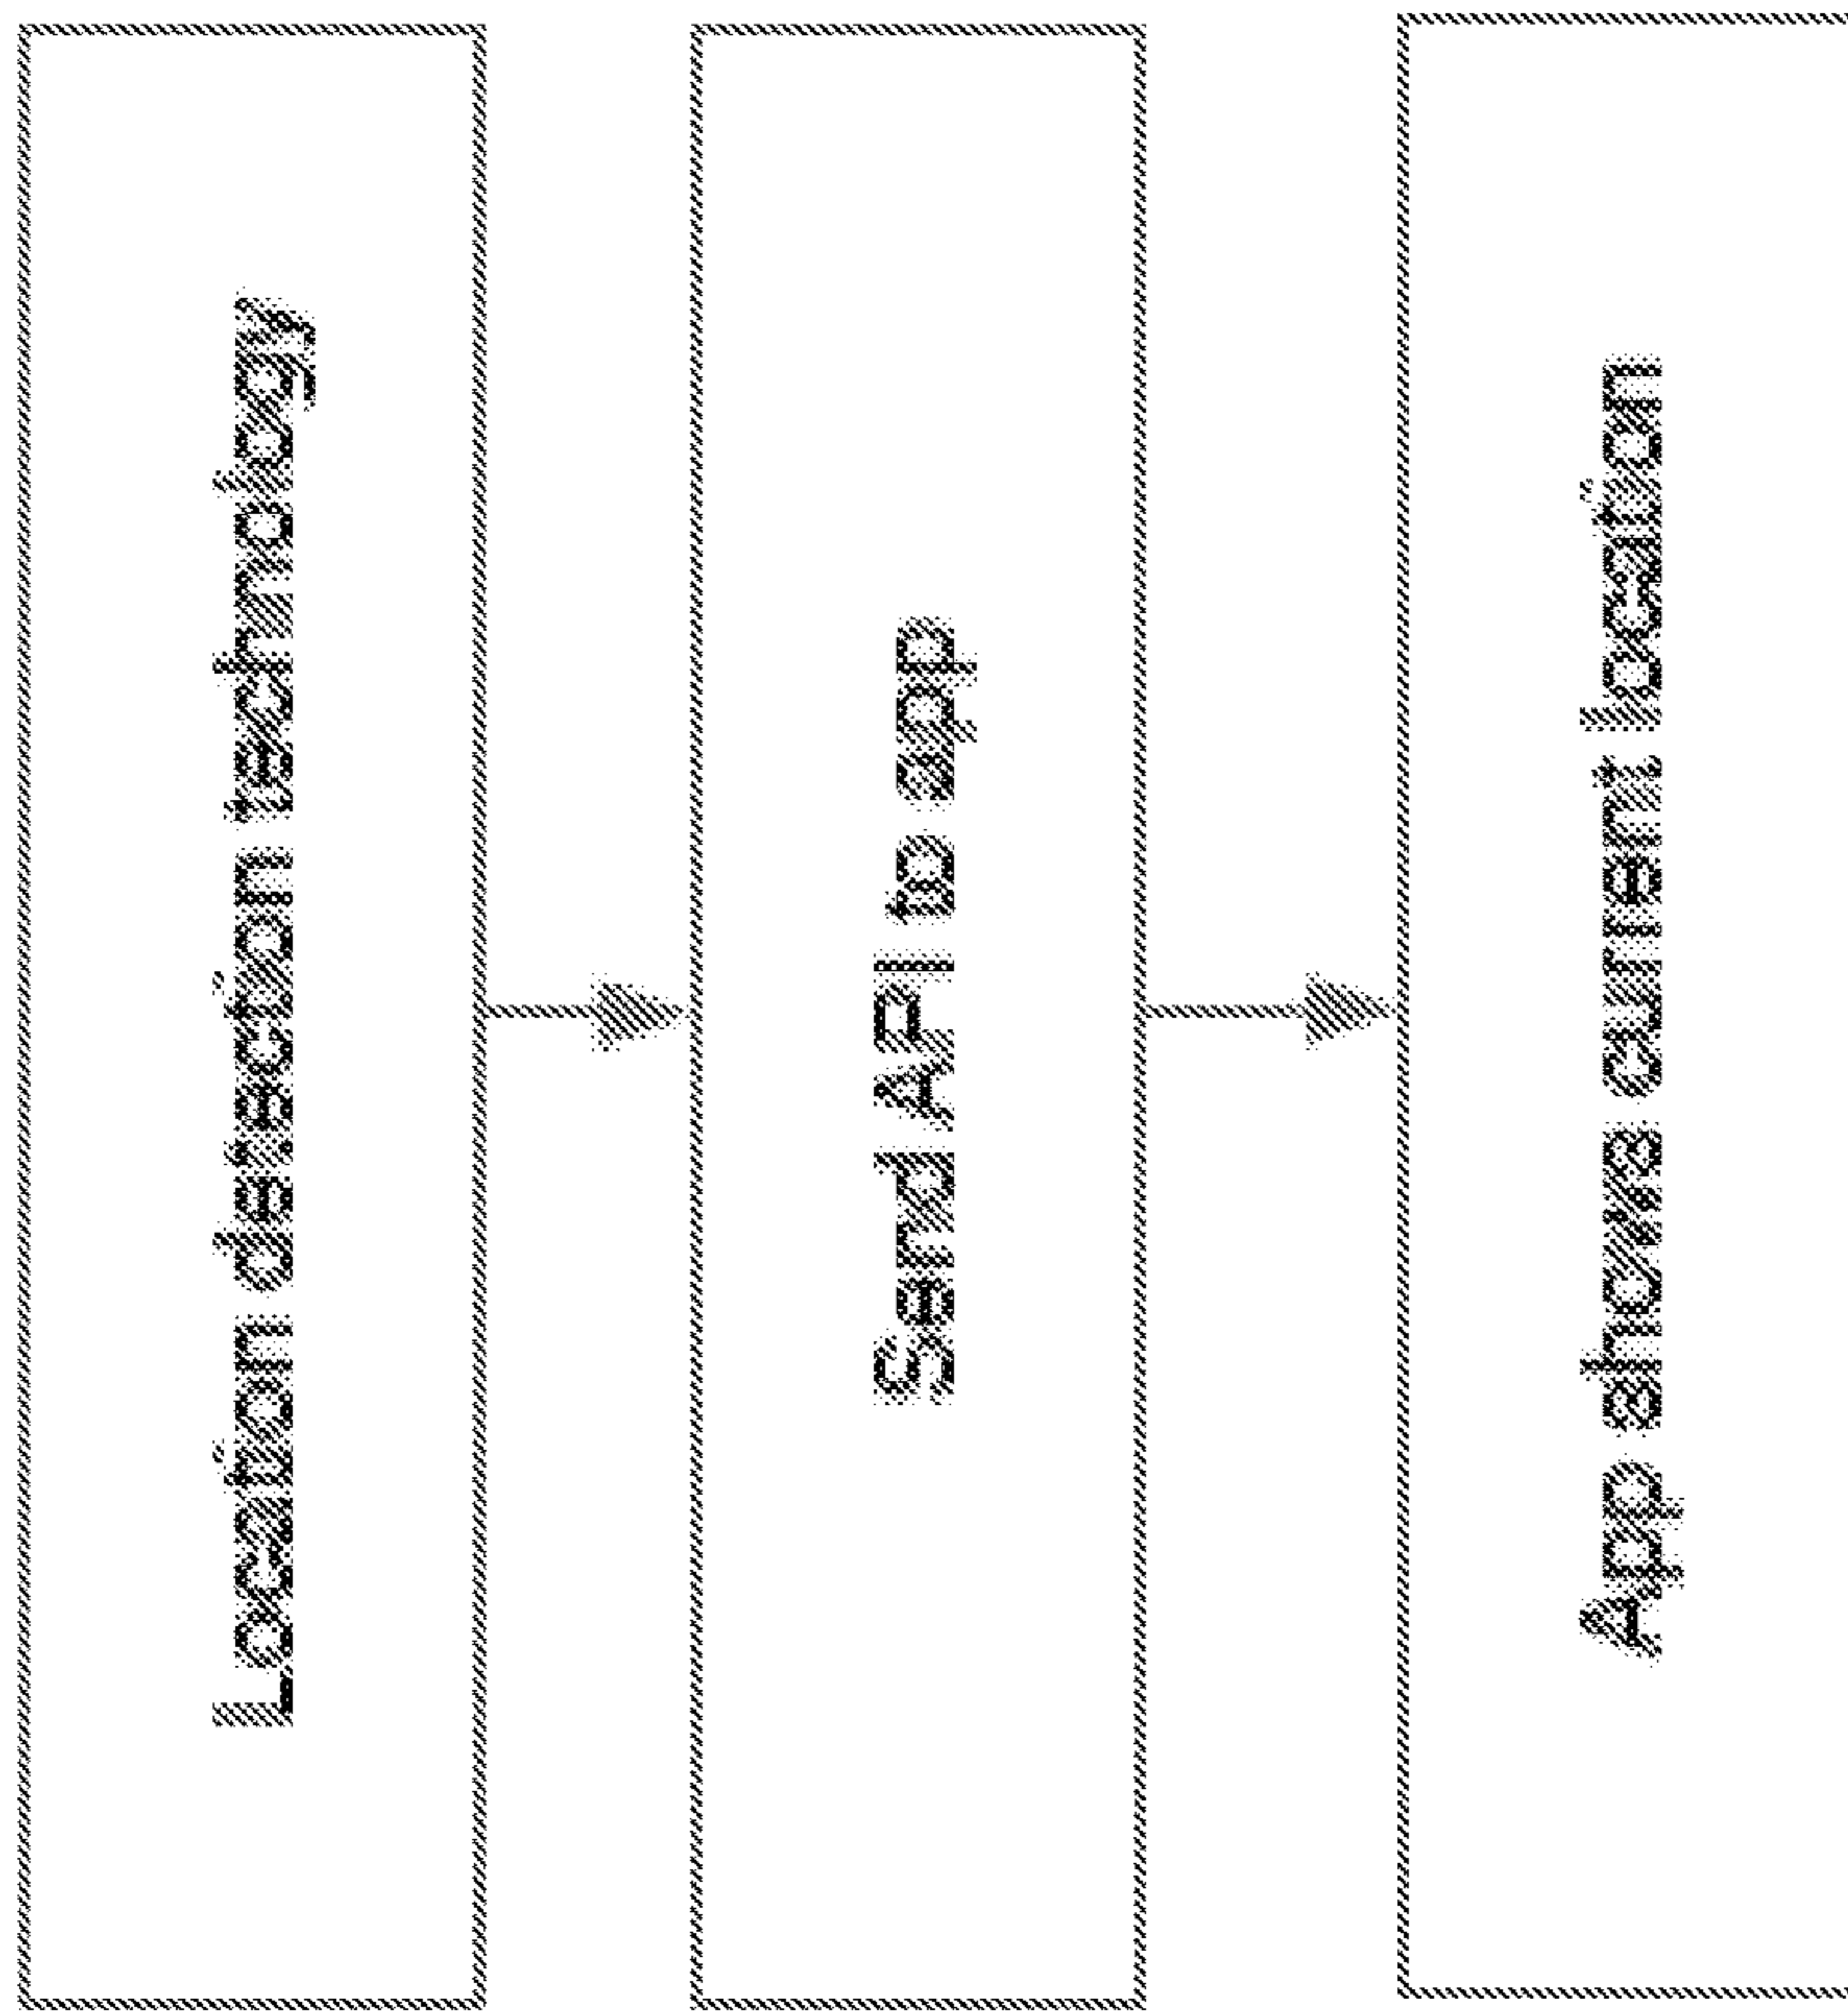 Location detection technology
Send API to app
App shows current location